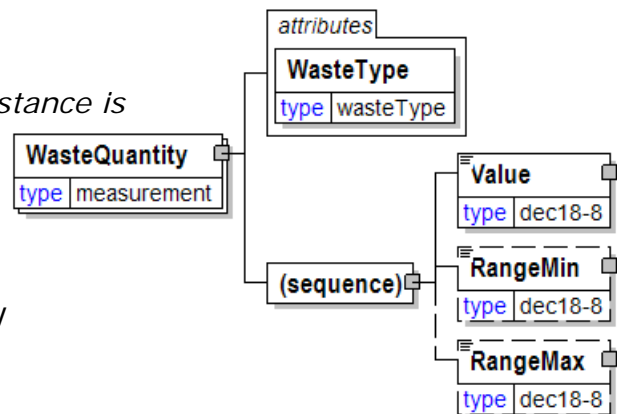 attributes
WasteType
type wasteType
stance is
WasteQuantity
type measurement
Value
type dec18-8
(sequence)
RangeMin
type dec18-8
RangeMax
type dec18-8